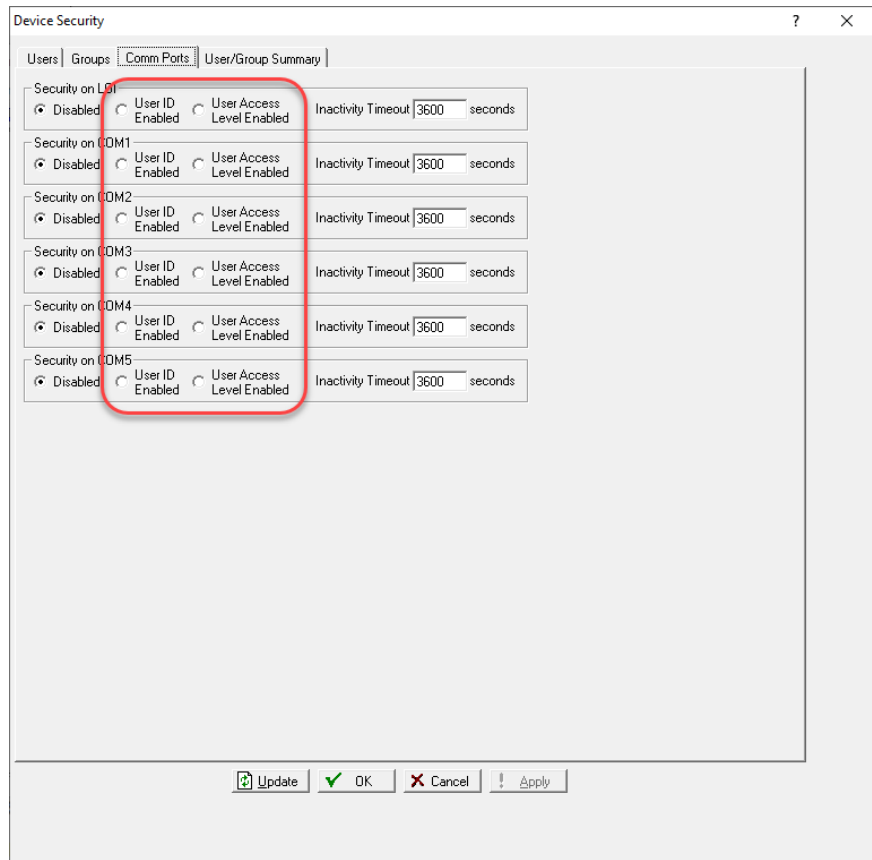 Device Security
Users Groups Comm Ports User/Group Summary
Security on LOI
Disabled User ID Enabled User Access Level Enabled Inactivity Timeout 3600 seconds
Security on COM1
Disabled User ID Enabled User Access Level Enabled Inactivity Timeout 3600 seconds
Security on COM2
Disabled User ID Enabled User Access Level Enabled Inactivity Timeout 3600 seconds
Security on COM3
Disabled User ID Enabled User Access Level Enabled Inactivity Timeout 3600 seconds
Security on COM4
Disabled User ID Enabled User Access Level Enabled Inactivity Timeout 3600 seconds
Security on COM5
Disabled User ID Enabled User Access Level Enabled Inactivity Timeout 3600 seconds
Update OK Cancel Apply